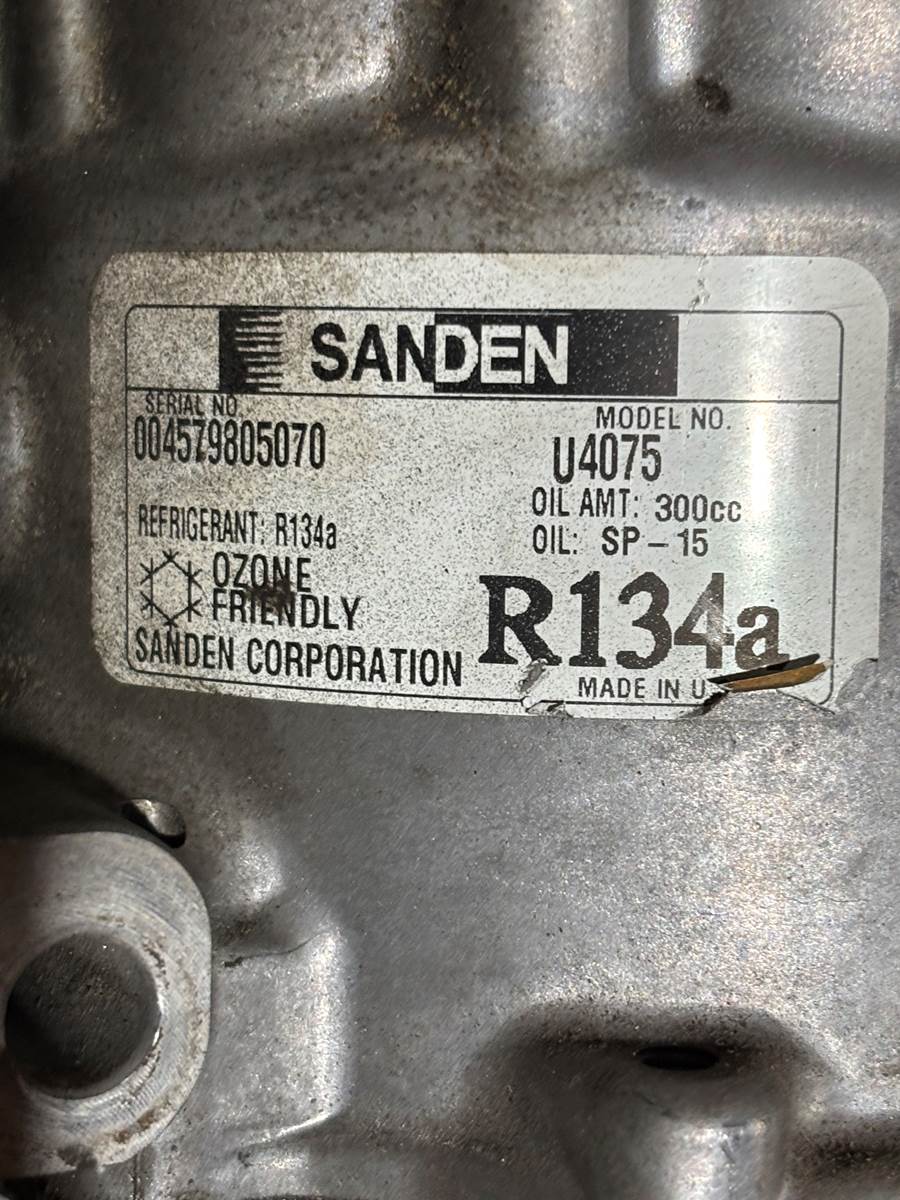 SANDEN
SERIAL NO.
004579805070
MODEL NO.
U4075
OIL AMT: 300cc
REFRIGERANT: R134a
OIL: SP-15
OZONE
FRIENDLY
R134a
SANDEN CORPORATION
MADE IN U